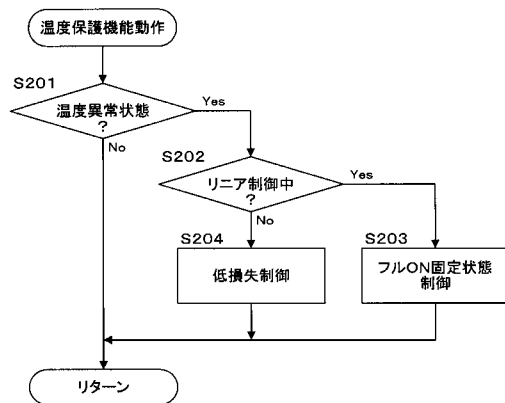 温度保護機能動作
S201
温度異常状態
?
Yes
No
S202
リニア制御中
?
Yes
No
S204
低損失制御
S203
フルON固定状態
制御
リターン